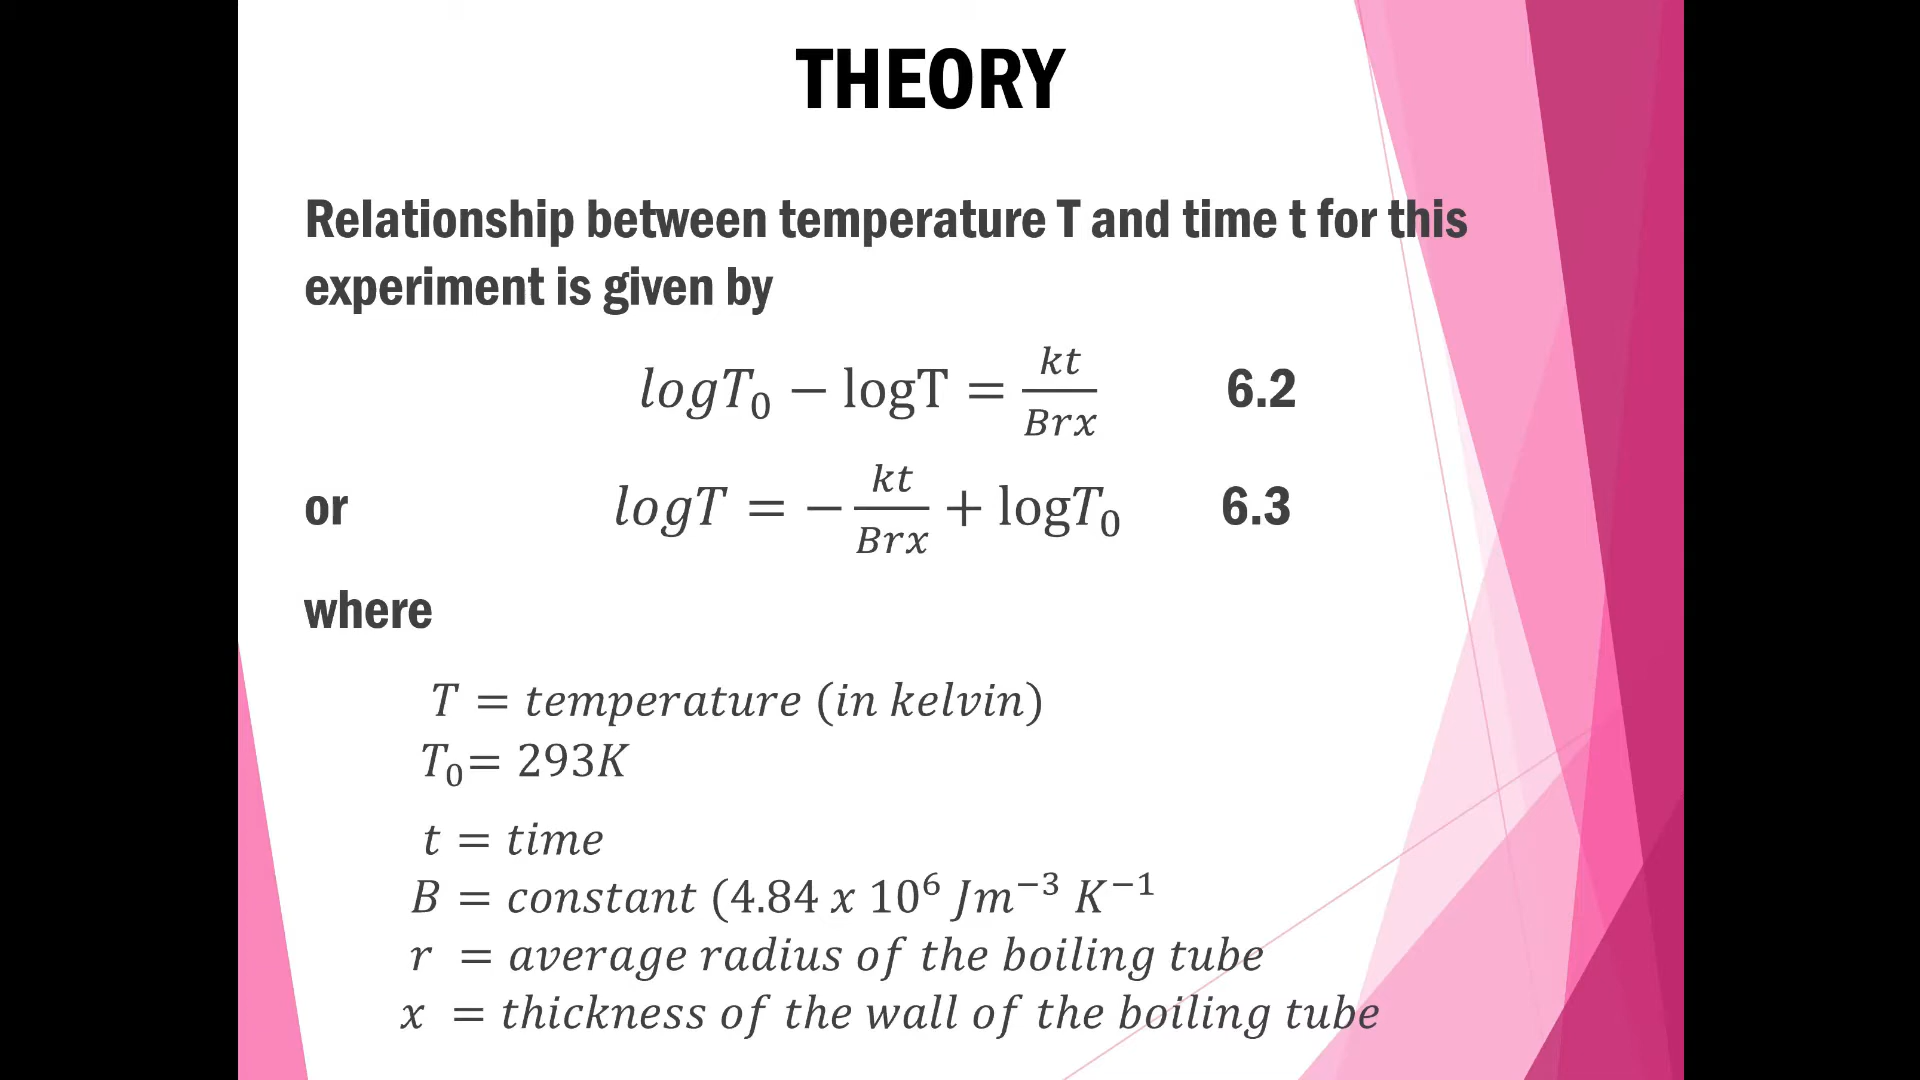 THEORY
Relationship between temperature T and time t for this
experiment is given by
logT₀ − logT = kt/Brx 6.2
or logT = − kt/Brx + logT₀ 6.3
where
T = temperature (in kelvin)
T₀= 293K
t = time
B = constant (4.84 x 10⁶ Jm⁻³ K⁻¹
r = average radius of the boiling tube
x = thickness of the wall of the boiling tube